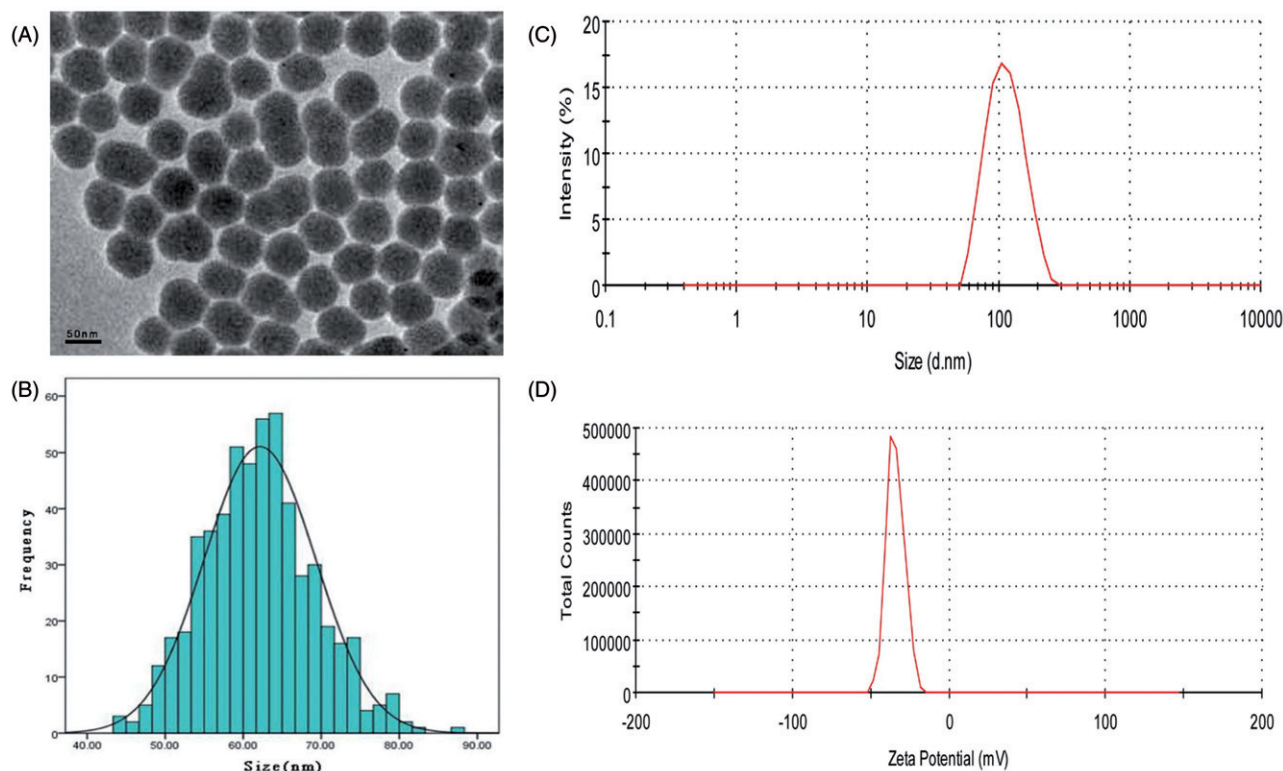 (A)
50nm
(B)
Frequency
60
50
40
30
20
10
0
40.00 50.00 60.00 70.00 80.00 90.00
Size(nm)
(C)
Intensity (%)
20
15
10
5
0
0.1 1 10 100 1000 10000
Size (d.nm)
(D)
Total Counts
500000
400000
300000
200000
100000
0
-200 -100 0 100 200
Zeta Potential (mV)